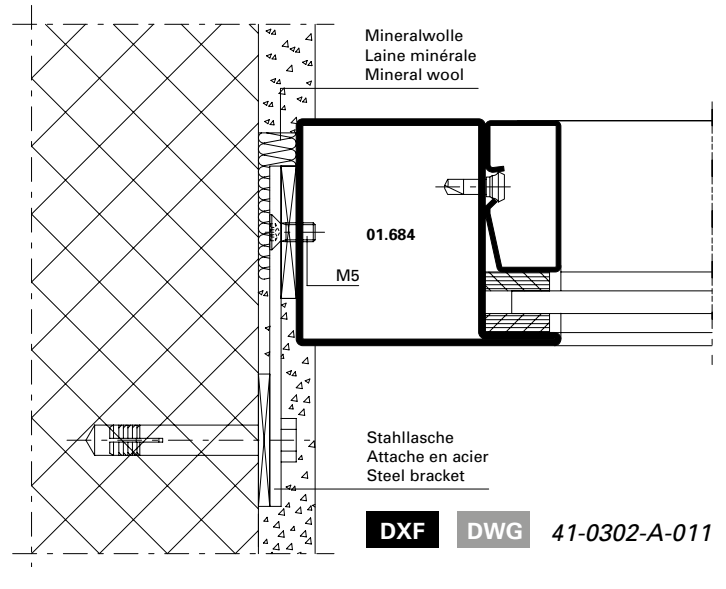 Mineralwolle
Laine minérale
Mineral wool
01.684
M5
Stahllasche
Attache en acier
Steel bracket
DXF DWG 41-0302-A-011